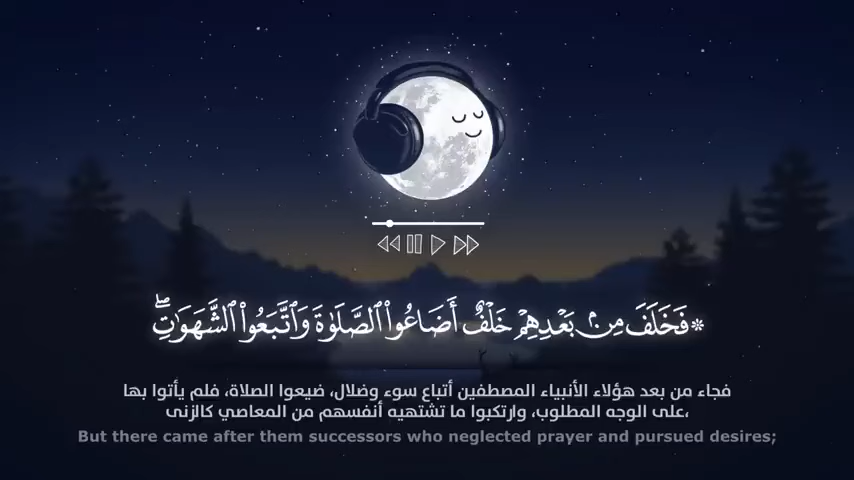 ۞ فَخَلَفَ مِنۢ بَعْدِهِمْ خَلْفٌ أَضَاعُوا۟ ٱلصَّلَوٰةَ وَٱتَّبَعُوا۟ ٱلشَّهَوَٰتِ ۖ
فجاء من بعد هؤلاء الأنبياء المصطفين أتباع سوء وضلال، ضيعوا الصلاة، فلم يأتوا بها
،على الوجه المطلوب، وارتكبوا ما تشتهيه أنفسهم من المعاصي كالزنى
But there came after them successors who neglected prayer and pursued desires;